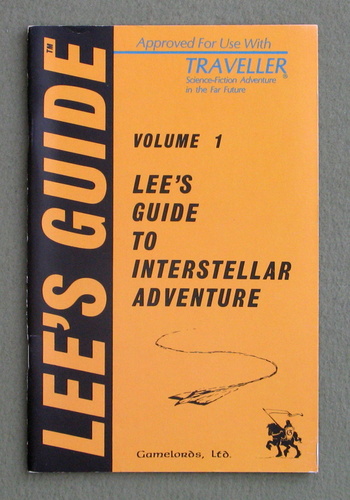 LEE'S GUIDE™
Approved For Use With
TRAVELLER®
Science-Fiction Adventure
in the Far Future
VOLUME 1
LEE'S
GUIDE
TO
INTERSTELLAR
ADVENTURE
Gamelords, Ltd.